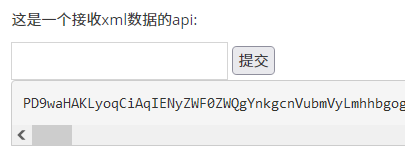 这是一个接收xml数据的api:
提交
PD9waHAKLyoqCiAqIENyZWF0ZWQgYnkgcnVubmVyLmhhbgog